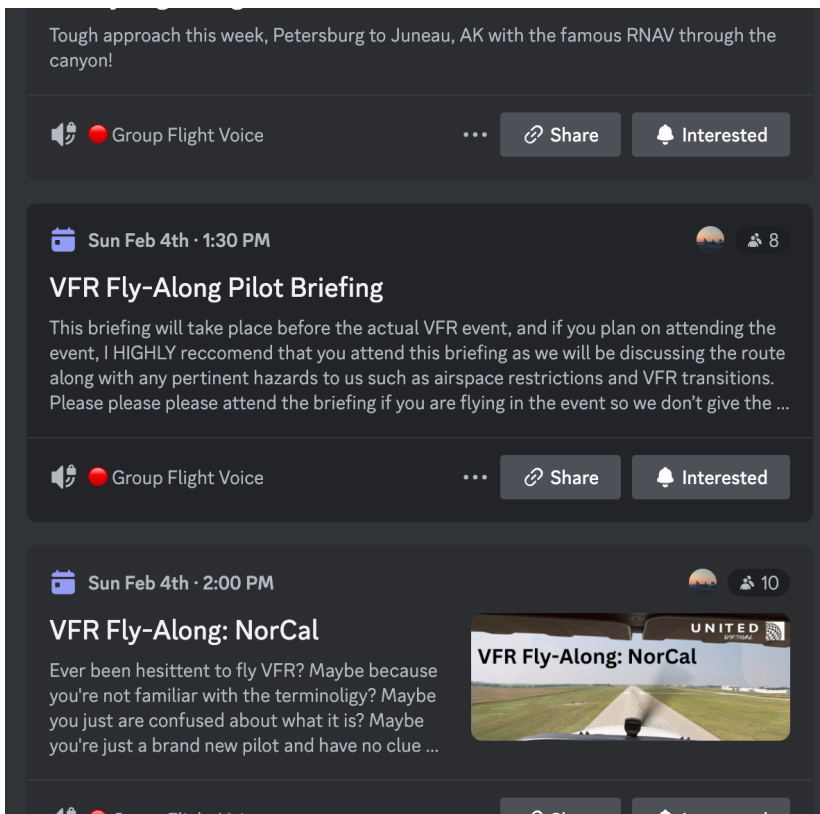 Tough approach this week, Petersburg to Juneau, AK with the famous RNAV through the
canyon!
Group Flight Voice
Share
Interested
Sun Feb 4th · 1:30 PM
8
VFR Fly-Along Pilot Briefing
This briefing will take place before the actual VFR event, and if you plan on attending the
event, I HIGHLY reccomend that you attend this briefing as we will be discussing the route
along with any pertinent hazards to us such as airspace restrictions and VFR transitions.
Please please please attend the briefing if you are flying in the event so we don't give the ...
Group Flight Voice
Share
Interested
Sun Feb 4th · 2:00 PM
10
VFR Fly-Along: NorCal
Ever been hesittent to fly VFR? Maybe because
you're not familiar with the terminoligy? Maybe
you just are confused about what it is? Maybe
you're just a brand new pilot and have no clue ...
UNITED
VIRTUAL
VFR Fly-Along: NorCal